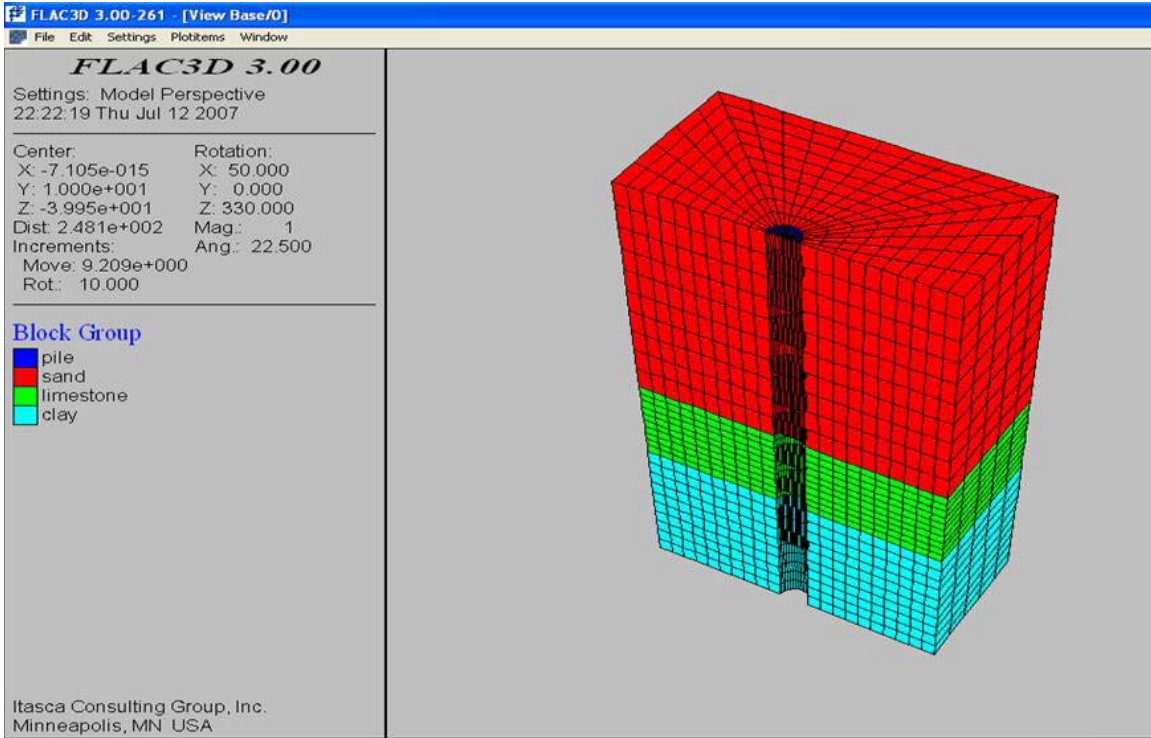 FLAC3D 3.00-261 - [View Base/0]
File Edit Settings Plotitems Window
FLAC3D 3.00
Settings: Model Perspective
22:22:19 Thu Jul 12 2007
Center:
X: -7.105e-015
Y: 1.000e+001
Z: -3.995e+001
Dist: 2.481e+002
Increments:
Move: 9.209e+000
Rot.: 10.000
Rotation:
X: 50.000
Y: 0.000
Z: 330.000
Mag.: 1
Ang.: 22.500
Block Group
pile
sand
limestone
clay
Itasca Consulting Group, Inc.
Minneapolis, MN USA